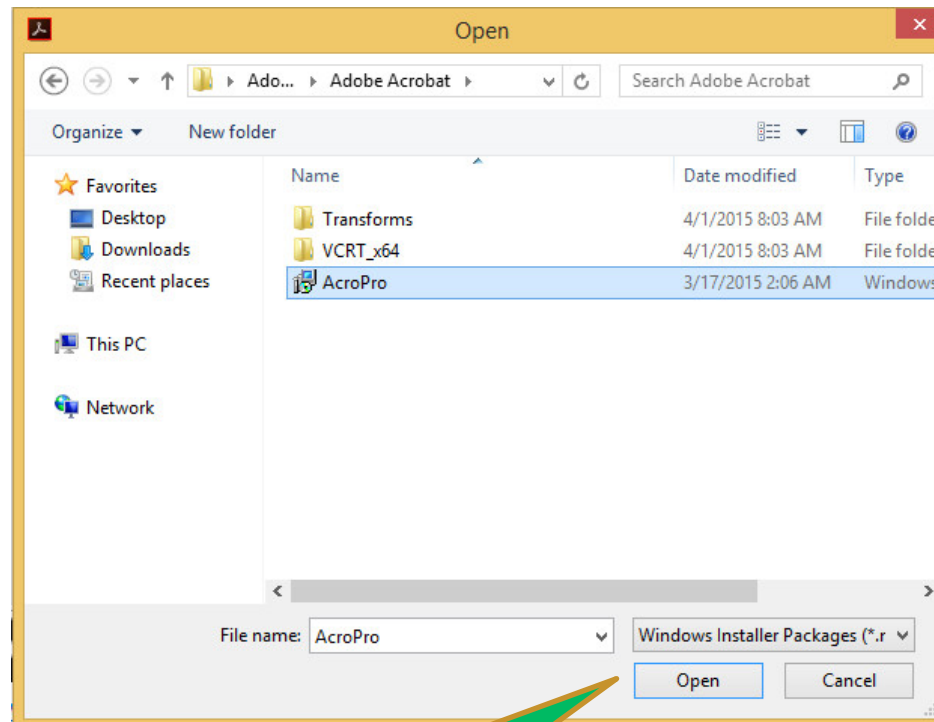 Open
Ado... Adobe Acrobat
Search Adobe Acrobat
Organize
New folder
Name
Date modified
Type
Favorites
Desktop
Downloads
Recent places
This PC
Network
Transforms
4/1/2015 8:03 AM
File folde
VCRT_x64
4/1/2015 8:03 AM
File folde
AcroPro
3/17/2015 2:06 AM
Windows
File name: AcroPro
Windows Installer Packages (*.r
Open
Cancel